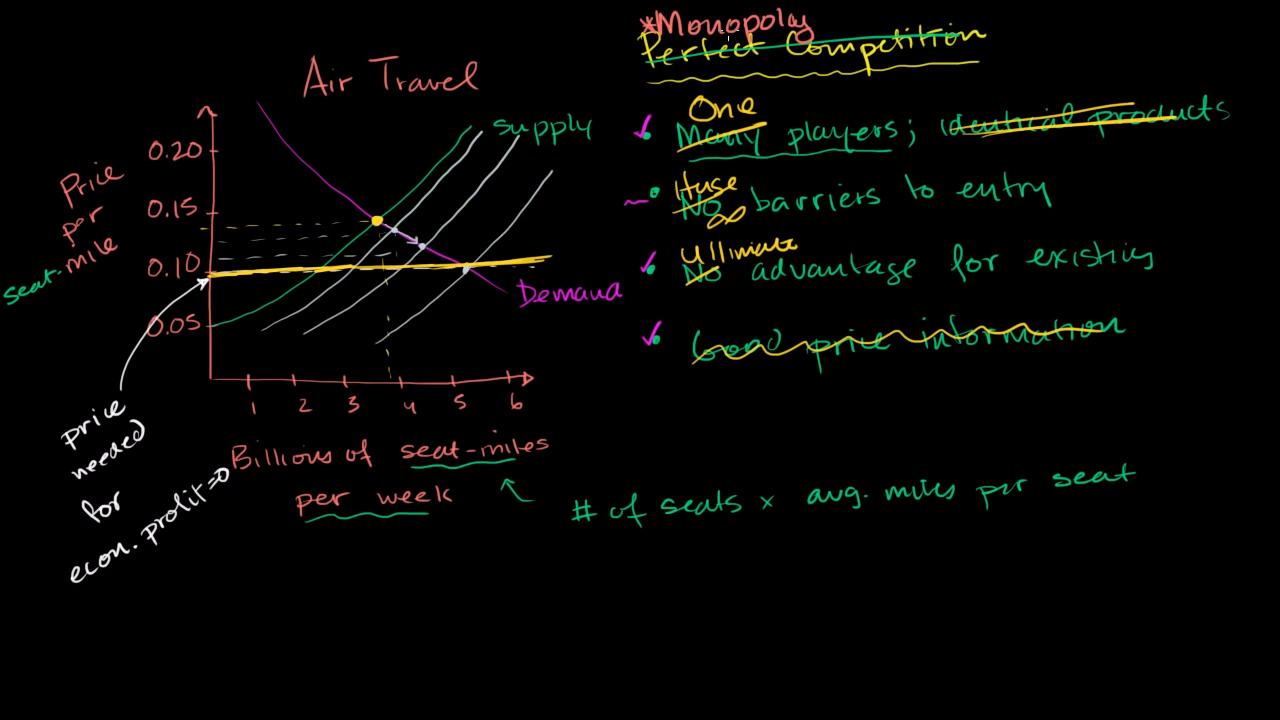 *Monopoly
Perfect Competition
Air Travel
One
Many players; identical products
Huge
No ∞ barriers to entry
Ultimate
No advantage for existing
Good price information
supply
Demand
Price
per
seat-mile
0.20
0.15
0.10
0.05
1 2 3 4 5 6
Billions of seat-miles
per week
# of seats x avg. miles per seat
price
needed
for
econ. profit=0